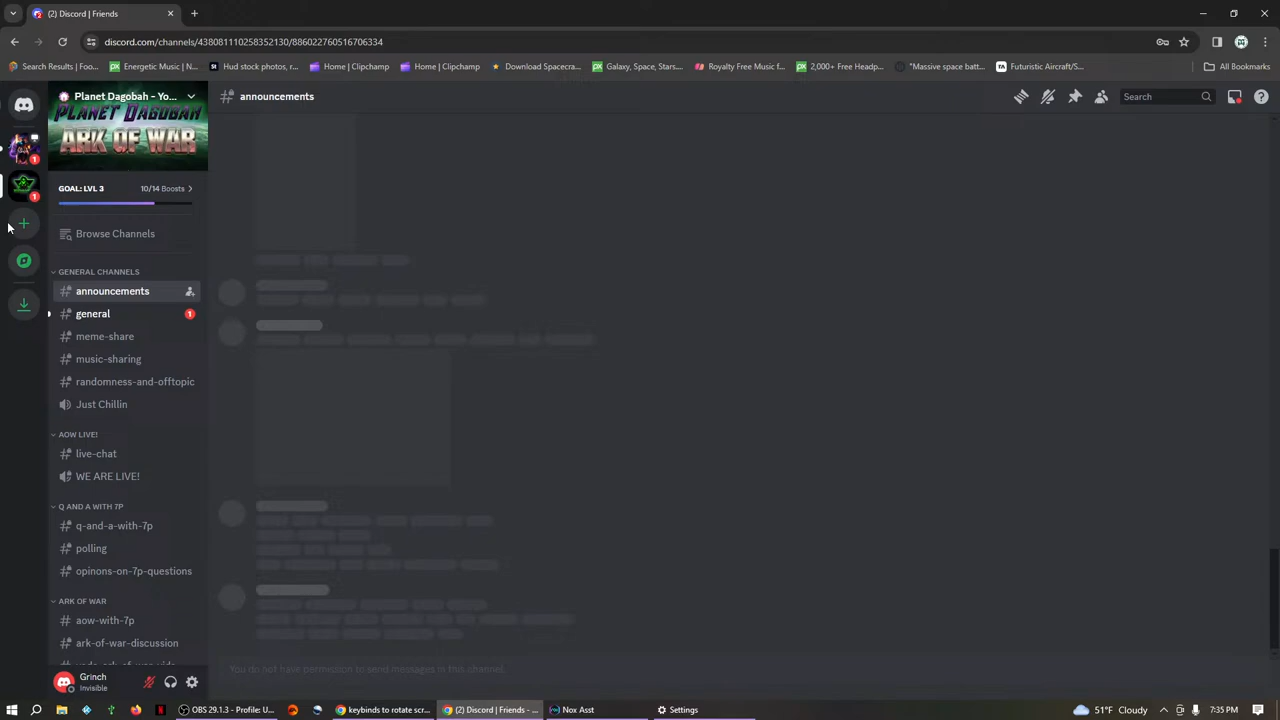 (2) Discord | Friends
discord.com/channels/438081110258352130/886022760516706334
Search Results | Foo...
Energetic Music | N...
Hud stock photos, r...
Home | Clipchamp
Home | Clipchamp
Download Spacecra...
Galaxy, Space, Stars....
Royalty Free Music f...
2,000+ Free Headp...
"Massive space batt...
Futuristic Aircraft/S...
All Bookmarks
Planet Dagobah - Yo...
PLANET DAGOBAH
ARK OF WAR
announcements
Search
1
1
GOAL: LVL 3
10/14 Boosts
Browse Channels
GENERAL CHANNELS
announcements
general
1
meme-share
music-sharing
randomness-and-offtopic
Just Chillin
AOW LIVE!
live-chat
WE ARE LIVE!
Q AND A WITH 7P
q-and-a-with-7p
polling
opinons-on-7p-questions
ARK OF WAR
aow-with-7p
ark-of-war-discussion
You do not have permission to send messages in this channel.
Grinch
Invisible
OBS 29.1.3 - Profile: U...
keybinds to rotate scr...
(2) Discord | Friends - ...
Nox Asst
Settings
51°F Cloudy
7:35 PM